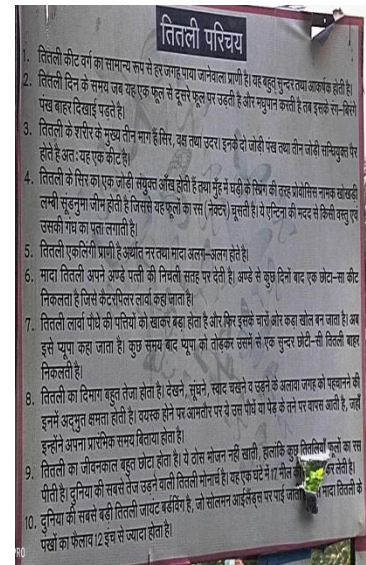 तितली परिचय
1. तितली कीट वर्ग का सामान्य रूप से हर जगह पाया जानेवाला प्राणी है। यह बहुत सुन्दर तथा आकर्षक होती है।
2. तितली दिन के समय जब यह एक फूल से दूसरे फूल पर उड़ती है और मधुपान करती है तब इसके रंग-बिरंगे
पंख बाहर दिखाई पड़ते है।
3. तितली के शरीर के मुख्य तीन भाग हैं सिर, वक्ष तथा उदर। इनके दो जोड़ी पंख तथा तीन जोड़ी सन्धियुक्त पैर
होते है अतः यह एक कीट है।
4. तितली के सिर का एक जोड़ी संयुक्त आँख होती हैं तथा मुँह में घड़ी के स्प्रिंग की तरह प्रोवोसिस नामक खोखली
लम्बी सूड़नुमा जीभ होती है जिससे यह फूलों का रस (नेक्टर) चूसती है। ये एन्टिना की मदद से किसी वस्तु एवं
उसकी गंध का पता लगाती है।
5. तितली एकलिंगी प्राणी है अर्थात नर तथा मादा अलग-अलग होते है।
6. मादा तितली अपने अण्डे पत्ती की निचली सतह पर देती है। अण्डे से कुछ दिनों बाद एक छोटा-सा कीट
निकलता है जिसे कैटरपिलर लार्वा कहा जाता है।
7. तितली लार्वा पौधे की पत्तियों को खाकर बड़ा होता है और फिर इसके चारों ओर कडा खोल बन जाता है। अब
इसे प्यूपा कहा जाता है। कुछ समय बाद प्यूपा को तोड़कर उसमें से एक सुन्दर छोटी-सी तितली बाहर
निकलती है।
8. तितली का दिमाग बहुत तेजा होता है। देखने, सूंघने, स्वाद चखने व उड़ने के अलावा जगह को पहचानने की
इनमें अद्भुत क्षमता होती है। वयस्क होने पर आमतौर पर ये उस पौधे या पेड़ के तने पर वापस आती है, जहाँ
इन्होंने अपना प्रारंभिक समय बिताया होता है।
9. तितली का जीवनकाल बहुत छोटा होता है। ये ठोस भोजन नही खाती, हालांकि कुछ तितलियाँ फूलों का रस
पीती है। दुनिया की सबसे तेज उड़ने वाली तितली मोनार्च है। यह एक घंटे में 17 मील लेती है।
10. दुनिया की सबसे बड़ी तितली जायंट बर्डविंग है, जो सोलमन आईलैंड्स पर पाई जाती मादा तितली के
पंखों का फैलाव 12 इंच से ज्यादा होता है।
PRO